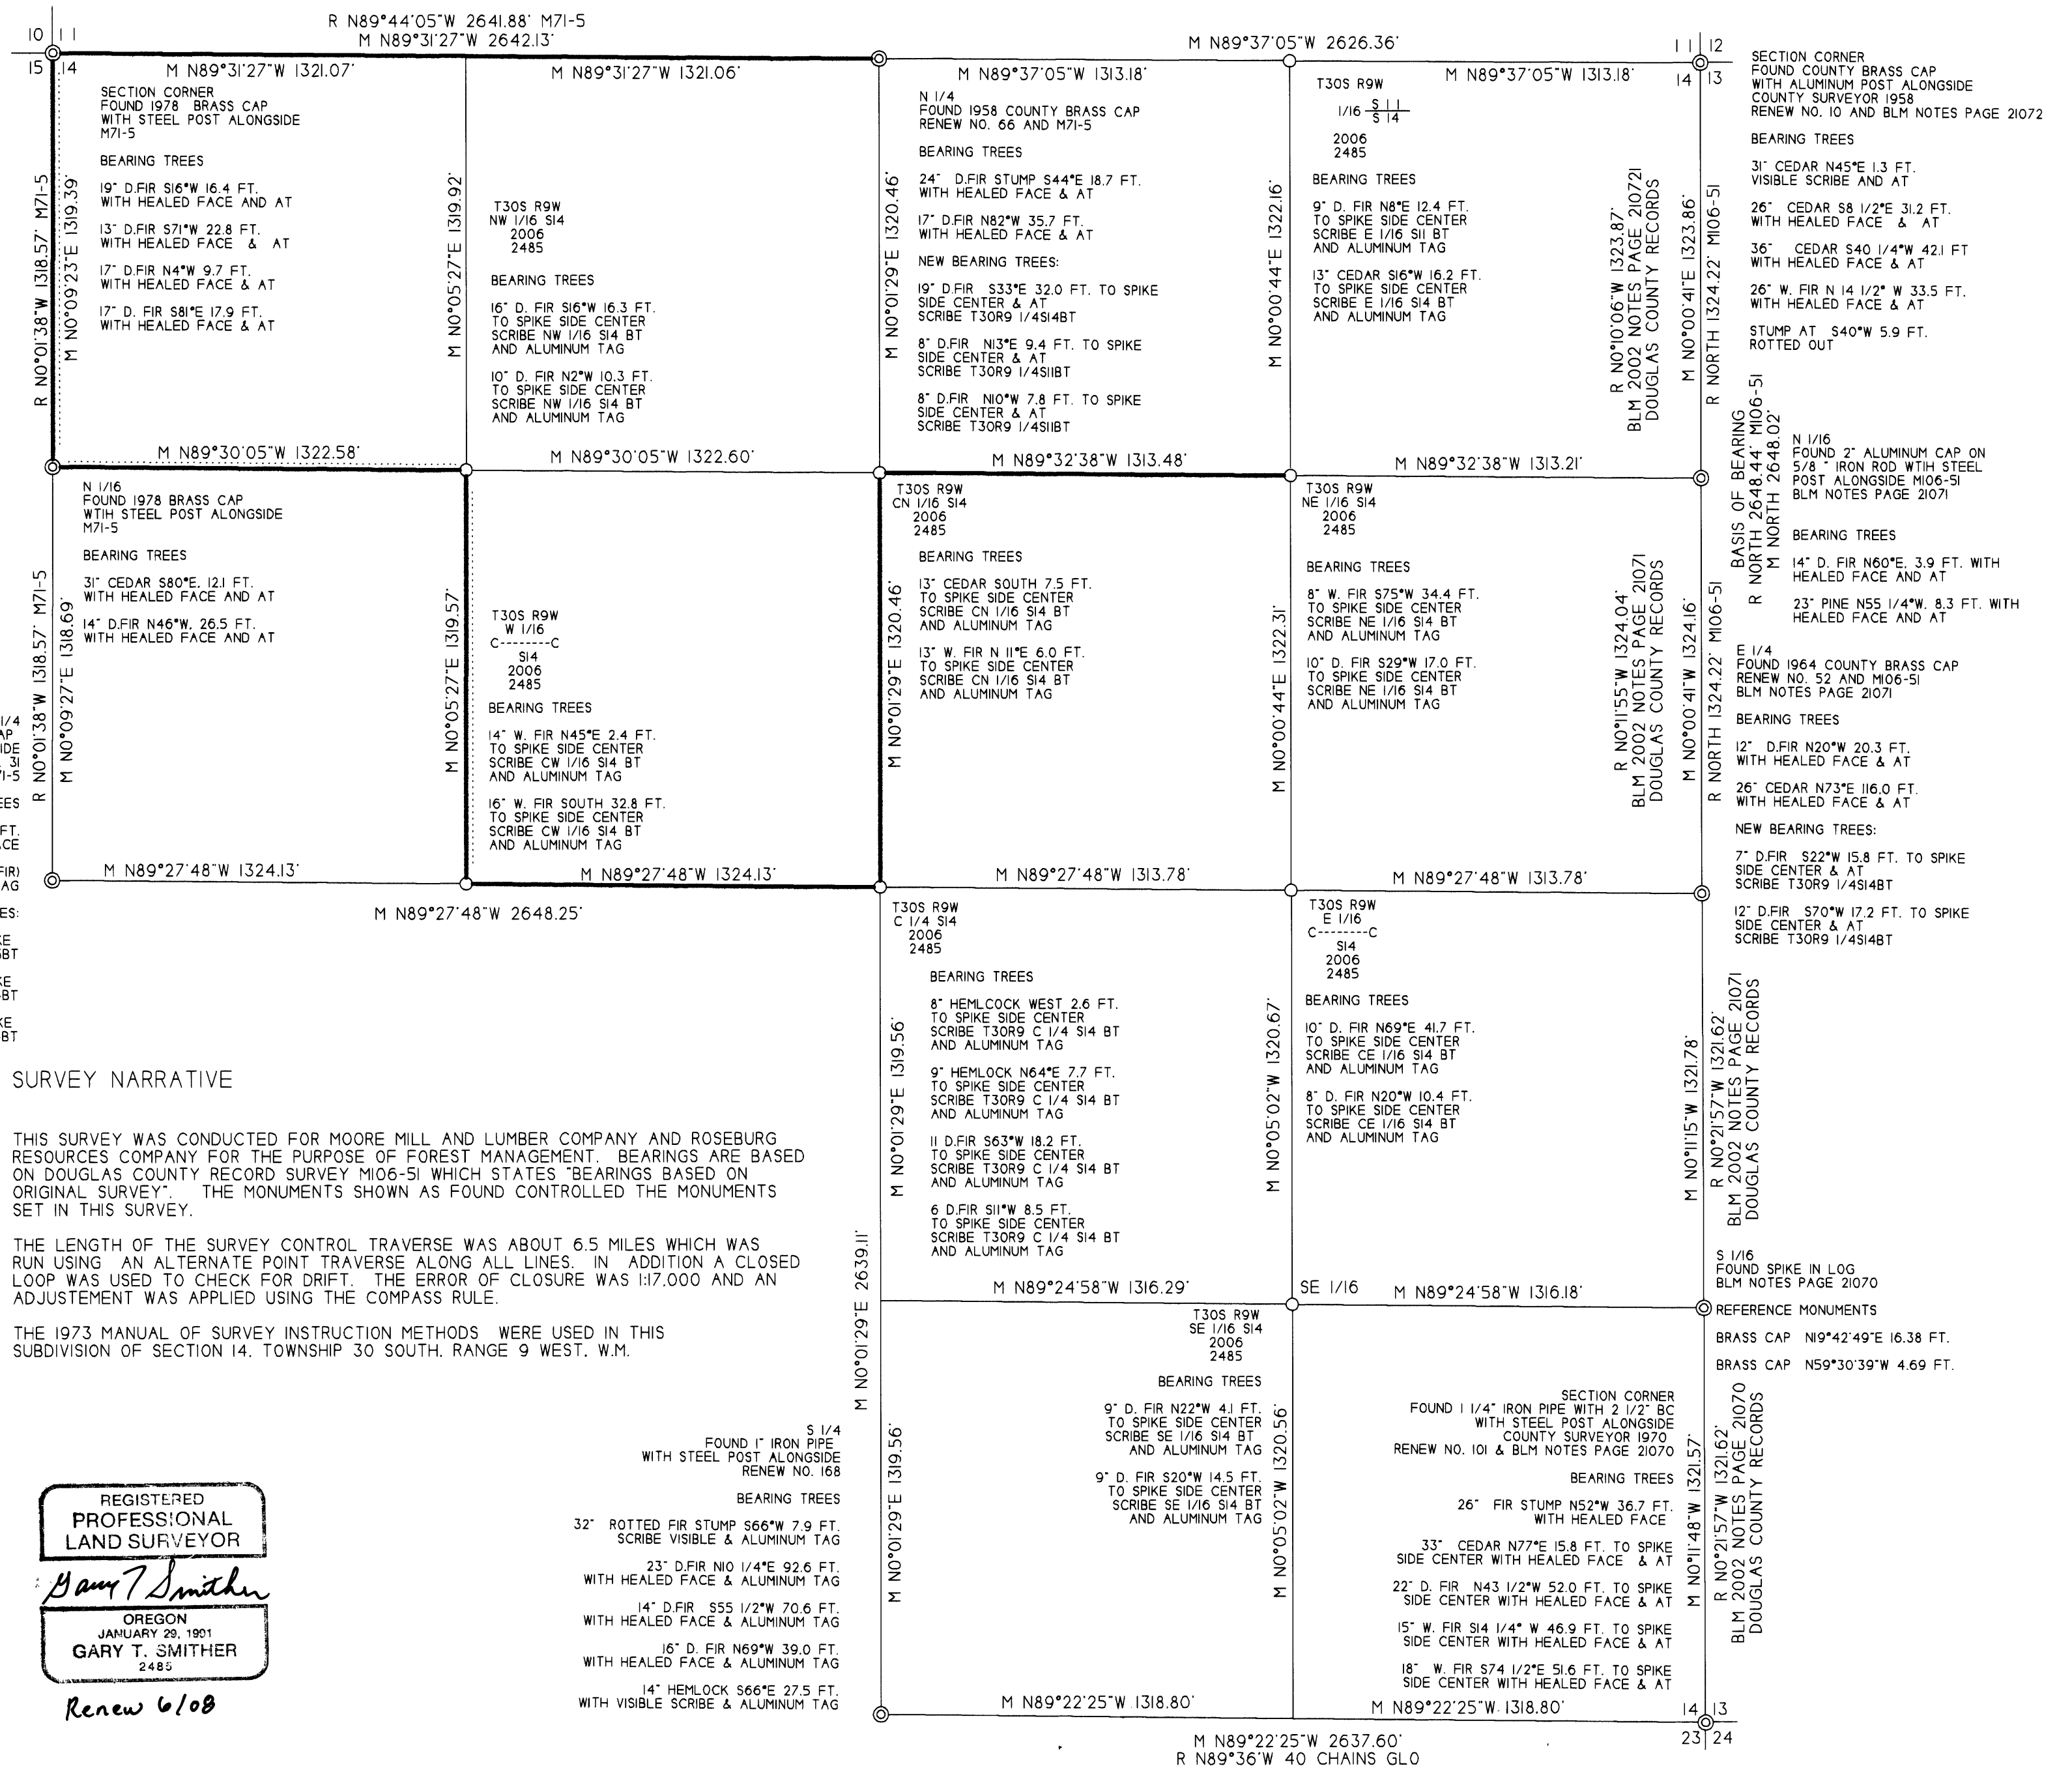 R N89°44'05"W 2641.88' M71-5
M N89°31'27"W 2642.13'
M N89°37'05"W 2626.36'
10 11
15 14
11 12
14 13
M N89°31'27"W 1321.07'
M N89°31'27"W 1321.06'
M N89°37'05"W 1313.18'
M N89°37'05"W 1313.18'
SECTION CORNER
FOUND 1978 BRASS CAP
WITH STEEL POST ALONGSIDE
M71-5
BEARING TREES
19" D.FIR S16°W 16.4 FT.
WITH HEALED FACE AND AT
13" D.FIR S71°W 22.8 FT.
WITH HEALED FACE & AT
17" D.FIR N4°W 9.7 FT.
WITH HEALED FACE & AT
17" D. FIR S81°E 17.9 FT.
WITH HEALED FACE & AT
R N0°01'38"W 1318.57' M71-5
M N0°09'23"E 1319.39'
M N0°05'27"E 1319.92'
T30S R9W
NW 1/16 S14
2006
2485
BEARING TREES
16" D. FIR S16°W 16.3 FT.
TO SPIKE SIDE CENTER
SCRIBE NW 1/16 S14 BT
AND ALUMINUM TAG
10" D. FIR N2°W 10.3 FT.
TO SPIKE SIDE CENTER
SCRIBE NW 1/16 S14 BT
AND ALUMINUM TAG
M N0°01'29"E 1320.46'
N 1/4
FOUND 1958 COUNTY BRASS CAP
RENEW NO. 66 AND M71-5
BEARING TREES
24" D.FIR STUMP S44°E 18.7 FT.
WITH HEALED FACE & AT
17" D.FIR N82°W 35.7 FT.
WITH HEALED FACE & AT
NEW BEARING TREES:
19" D.FIR S33°E 32.0 FT. TO SPIKE
SIDE CENTER & AT
SCRIBE T30R9 1/4S14BT
8" D.FIR N13°E 9.4 FT. TO SPIKE
SIDE CENTER & AT
SCRIBE T30R9 1/4S11BT
8" D.FIR N10°W 7.8 FT. TO SPIKE
SIDE CENTER & AT
SCRIBE T30R9 1/4S11BT
M N0°00'44"E 1322.16'
T30S R9W
1/16 S 11
S 14
2006
2485
BEARING TREES
9" D. FIR N8°E 12.4 FT.
TO SPIKE SIDE CENTER
SCRIBE E 1/16 S11 BT
AND ALUMINUM TAG
13" CEDAR S16°W 16.2 FT.
TO SPIKE SIDE CENTER
SCRIBE E 1/16 S14 BT
AND ALUMINUM TAG
R N0°10'06"W 1323.87'
BLM 2002 NOTES PAGE 210721
DOUGLAS COUNTY RECORDS
M N0°00'41"E 1323.86'
R NORTH 1324.22' M106-51
SECTION CORNER
FOUND COUNTY BRASS CAP
WITH ALUMINUM POST ALONGSIDE
COUNTY SURVEYOR 1958
RENEW NO. 10 AND BLM NOTES PAGE 21072
BEARING TREES
31" CEDAR N45°E 1.3 FT.
VISIBLE SCRIBE AND AT
26" CEDAR S8 1/2°E 31.2 FT.
WITH HEALED FACE & AT
36" CEDAR S40 1/4°W 42.1 FT
WITH HEALED FACE & AT
26" W. FIR N 14 1/2° W 33.5 FT.
WITH HEALED FACE & AT
STUMP AT S40°W 5.9 FT.
ROTTED OUT
BASIS OF BEARING
R NORTH 2648.44' M106-51
M NORTH 2648.02'
M N89°30'05"W 1322.58'
M N89°30'05"W 1322.60'
M N89°32'38"W 1313.48'
M N89°32'38"W 1313.21'
N 1/16
FOUND 1978 BRASS CAP
WTIH STEEL POST ALONGSIDE
M71-5
BEARING TREES
31" CEDAR S80°E, 12.1 FT.
WITH HEALED FACE AND AT
14" D.FIR N46°W, 26.5 FT.
WITH HEALED FACE AND AT
R N0°01'38"W 1318.57' M71-5
M N0°09'27"E 1318.69'
M N0°05'27"E 1319.57'
T30S R9W
W 1/16
C--------C
S14
2006
2485
BEARING TREES
14" W. FIR N45°E 2.4 FT.
TO SPIKE SIDE CENTER
SCRIBE CW 1/16 S14 BT
AND ALUMINUM TAG
16" W. FIR SOUTH 32.8 FT.
TO SPIKE SIDE CENTER
SCRIBE CW 1/16 S14 BT
AND ALUMINUM TAG
T30S R9W
CN 1/16 S14
2006
2485
BEARING TREES
13" CEDAR SOUTH 7.5 FT.
TO SPIKE SIDE CENTER
SCRIBE CN 1/16 S14 BT
AND ALUMINUM TAG
13" W. FIR N 11°E 6.0 FT.
TO SPIKE SIDE CENTER
SCRIBE CN 1/16 S14 BT
AND ALUMINUM TAG
M N0°01'29"E 1320.46'
M N0°00'44"E 1322.31'
T30S R9W
NE 1/16 S14
2006
2485
BEARING TREES
8" W. FIR S75°W 34.4 FT.
TO SPIKE SIDE CENTER
SCRIBE NE 1/16 S14 BT
AND ALUMINUM TAG
10" D. FIR S29°W 17.0 FT.
TO SPIKE SIDE CENTER
SCRIBE NE 1/16 S14 BT
AND ALUMINUM TAG
R N0°11'55"W 1324.04'
BLM 2002 NOTES PAGE 21071
DOUGLAS COUNTY RECORDS
M N0°00'41"W 1324.16'
R NORTH 1324.22' M106-51
N 1/16
FOUND 2" ALUMINUM CAP ON
5/8 " IRON ROD WTIH STEEL
POST ALONGSIDE M106-51
BLM NOTES PAGE 21071
BEARING TREES
14" D. FIR N60°E, 3.9 FT. WITH
HEALED FACE AND AT
23" PINE N55 1/4°W, 8.3 FT. WITH
HEALED FACE AND AT
E 1/4
FOUND 1964 COUNTY BRASS CAP
RENEW NO. 52 AND M106-51
BLM NOTES PAGE 21071
BEARING TREES
12" D.FIR N20°W 20.3 FT.
WITH HEALED FACE & AT
26" CEDAR N73°E 116.0 FT.
WITH HEALED FACE & AT
NEW BEARING TREES:
7" D.FIR S22°W 15.8 FT. TO SPIKE
SIDE CENTER & AT
SCRIBE T30R9 1/4S14BT
12" D.FIR S70°W 17.2 FT. TO SPIKE
SIDE CENTER & AT
SCRIBE T30R9 1/4S14BT
1/4
AP
IDE
31
1-5
EES
FT.
ACE
FIR)
AG
ES:
KE
BT
KE
BT
KE
BT
M N89°27'48"W 1324.13'
M N89°27'48"W 1324.13'
M N89°27'48"W 1313.78'
M N89°27'48"W 1313.78'
M N89°27'48"W 2648.25'
T30S R9W
C 1/4 S14
2006
2485
BEARING TREES
8" HEMLCOCK WEST 2.6 FT.
TO SPIKE SIDE CENTER
SCRIBE T30R9 C 1/4 S14 BT
AND ALUMINUM TAG
9" HEMLOCK N64°E 7.7 FT.
TO SPIKE SIDE CENTER
SCRIBE T30R9 C 1/4 S14 BT
AND ALUMINUM TAG
11 D.FIR S63°W 18.2 FT.
TO SPIKE SIDE CENTER
SCRIBE T30R9 C 1/4 S14 BT
AND ALUMINUM TAG
6 D.FIR S11°W 8.5 FT.
TO SPIKE SIDE CENTER
SCRIBE T30R9 C 1/4 S14 BT
AND ALUMINUM TAG
M N0°01'29"E 1319.56'
M N0°05'02"W 1320.67'
T30S R9W
E 1/16
C--------C
S14
2006
2485
BEARING TREES
10" D. FIR N69°E 41.7 FT.
TO SPIKE SIDE CENTER
SCRIBE CE 1/16 S14 BT
AND ALUMINUM TAG
8" D. FIR N20°W 10.4 FT.
TO SPIKE SIDE CENTER
SCRIBE CE 1/16 S14 BT
AND ALUMINUM TAG
M N0°11'15"W 1321.78'
R N0°21'57"W 1321.62'
BLM 2002 NOTES PAGE 21071
DOUGLAS COUNTY RECORDS
S 1/16
FOUND SPIKE IN LOG
BLM NOTES PAGE 21070
REFERENCE MONUMENTS
BRASS CAP N19°42'49"E 16.38 FT.
BRASS CAP N59°30'39"W 4.69 FT.
SURVEY NARRATIVE
THIS SURVEY WAS CONDUCTED FOR MOORE MILL AND LUMBER COMPANY AND ROSEBURG
RESOURCES COMPANY FOR THE PURPOSE OF FOREST MANAGEMENT. BEARINGS ARE BASED
ON DOUGLAS COUNTY RECORD SURVEY M106-51 WHICH STATES "BEARINGS BASED ON
ORIGINAL SURVEY". THE MONUMENTS SHOWN AS FOUND CONTROLLED THE MONUMENTS
SET IN THIS SURVEY.
THE LENGTH OF THE SURVEY CONTROL TRAVERSE WAS ABOUT 6.5 MILES WHICH WAS
RUN USING AN ALTERNATE POINT TRAVERSE ALONG ALL LINES. IN ADDITION A CLOSED
LOOP WAS USED TO CHECK FOR DRIFT. THE ERROR OF CLOSURE WAS 1:17,000 AND AN
ADJUSTEMENT WAS APPLIED USING THE COMPASS RULE.
THE 1973 MANUAL OF SURVEY INSTRUCTION METHODS WERE USED IN THIS
SUBDIVISION OF SECTION 14, TOWNSHIP 30 SOUTH, RANGE 9 WEST, W.M.
M N0°01'29"E 2639.11'
M N89°24'58"W 1316.29'
SE 1/16
M N89°24'58"W 1316.18'
T30S R9W
SE 1/16 S14
2006
2485
BEARING TREES
9" D. FIR N22°W 4.1 FT.
TO SPIKE SIDE CENTER
SCRIBE SE 1/16 S14 BT
AND ALUMINUM TAG
9" D. FIR S20°W 14.5 FT.
TO SPIKE SIDE CENTER
SCRIBE SE 1/16 S14 BT
AND ALUMINUM TAG
M N0°01'29"E 1319.56'
M N0°05'02"W 1320.56'
SECTION CORNER
FOUND 1 1/4" IRON PIPE WITH 2 1/2" BC
WITH STEEL POST ALONGSIDE
COUNTY SURVEYOR 1970
RENEW NO. 101 & BLM NOTES PAGE 21070
BEARING TREES
26" FIR STUMP N52°W 36.7 FT.
WITH HEALED FACE
33" CEDAR N77°E 15.8 FT. TO SPIKE
SIDE CENTER WITH HEALED FACE & AT
22" D. FIR N43 1/2°W 52.0 FT. TO SPIKE
SIDE CENTER WITH HEALED FACE & AT
15" W. FIR S14 1/4° W 46.9 FT. TO SPIKE
SIDE CENTER WITH HEALED FACE & AT
18" W. FIR S74 1/2°E 51.6 FT. TO SPIKE
SIDE CENTER WITH HEALED FACE & AT
M N0°11'48"W 1321.57'
R N0°21'57"W 1321.62'
BLM 2002 NOTES PAGE 21070
DOUGLAS COUNTY RECORDS
S 1/4
FOUND 1" IRON PIPE
WITH STEEL POST ALONGSIDE
RENEW NO. 168
BEARING TREES
32" ROTTED FIR STUMP S66°W 7.9 FT.
SCRIBE VISIBLE & ALUMINUM TAG
23" D.FIR N10 1/4°E 92.6 FT.
WITH HEALED FACE & ALUMINUM TAG
14" D.FIR S55 1/2°W 70.6 FT.
WITH HEALED FACE & ALUMINUM TAG
16" D. FIR N69°W 39.0 FT.
WITH HEALED FACE & ALUMINUM TAG
14" HEMLOCK S66°E 27.5 FT.
WITH VISIBLE SCRIBE & ALUMINUM TAG
REGISTERED
PROFESSIONAL
LAND SURVEYOR
Gary T Smither
OREGON
JANUARY 29, 1991
GARY T. SMITHER
2485
Renew 6/08
M N89°22'25"W 1318.80'
M N89°22'25"W 1318.80'
14 13
23 24
M N89°22'25"W 2637.60'
R N89°36'W 40 CHAINS GLO